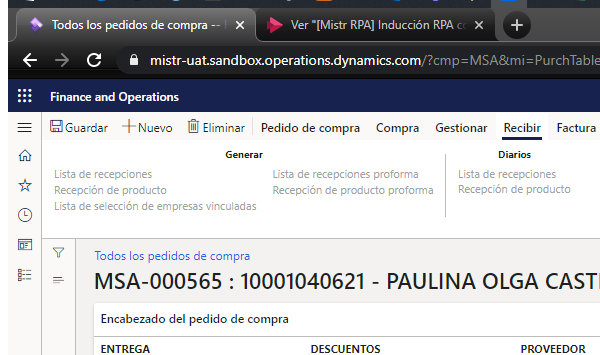 Todos los pedidos de compra --
Ver "[Mistr RPA] Inducción RPA
mistr-uat.sandbox.operations.dynamics.com/?cmp=MSA&mi=PurchTable
Finance and Operations
Guardar Nuevo Eliminar Pedido de compra Compra Gestionar Recibir Factura
Generar Diarios
Lista de recepciones Lista de recepciones proforma Lista de recepciones
Recepción de producto Recepción de producto proforma Recepción de producto
Lista de selección de empresas vinculadas
Todos los pedidos de compra
MSA-000565 : 10001040621 - PAULINA OLGA CAST
Encabezado del pedido de compra
ENTREGA DESCUENTOS PROVEEDOR